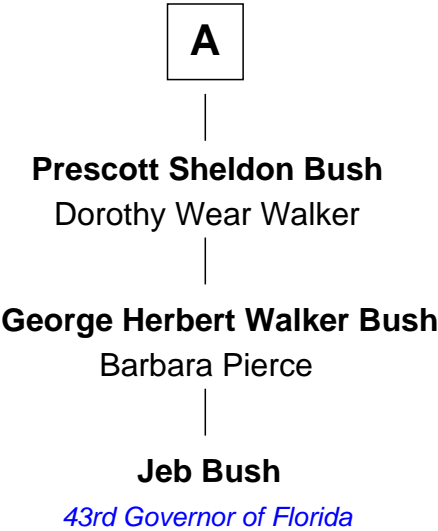 A
Prescott Sheldon Bush
Dorothy Wear Walker
George Herbert Walker Bush
Barbara Pierce
Jeb Bush
43rd Governor of Florida